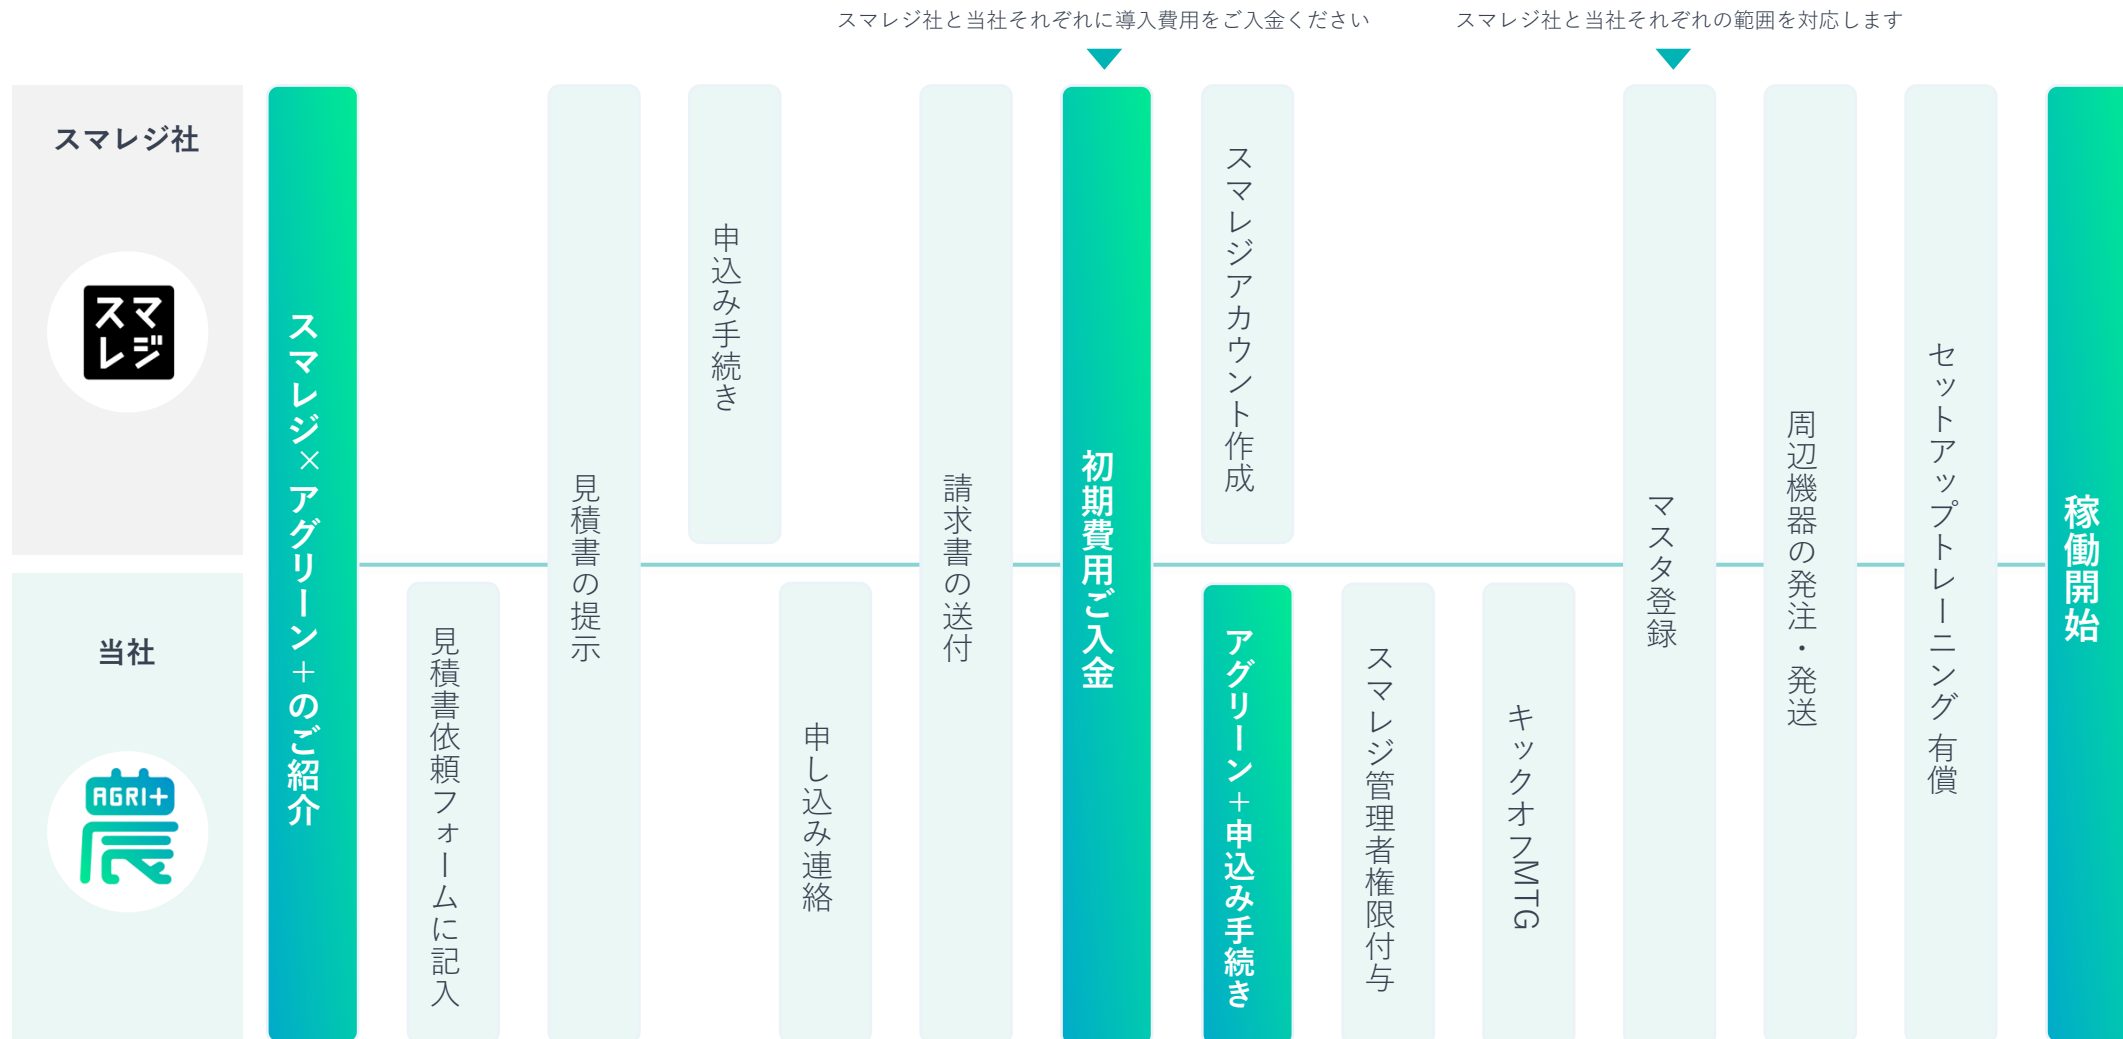 スマレジ社と当社それぞれに導入費用をご入金ください
スマレジ社と当社それぞれの範囲を対応します
スマレジ社
スマ
レジ
当社
AGRI+
農
スマレジ×アグリーン+のご紹介
見積書依頼フォームに記入
見積書の提示
申込み手続き
申し込み連絡
請求書の送付
初期費用ご入金
スマレジアカウント作成
アグリーン+申込み手続き
スマレジ管理者権限付与
キックオフMTG
マスタ登録
周辺機器の発注・発送
セットアップトレーニング 有償
稼働開始